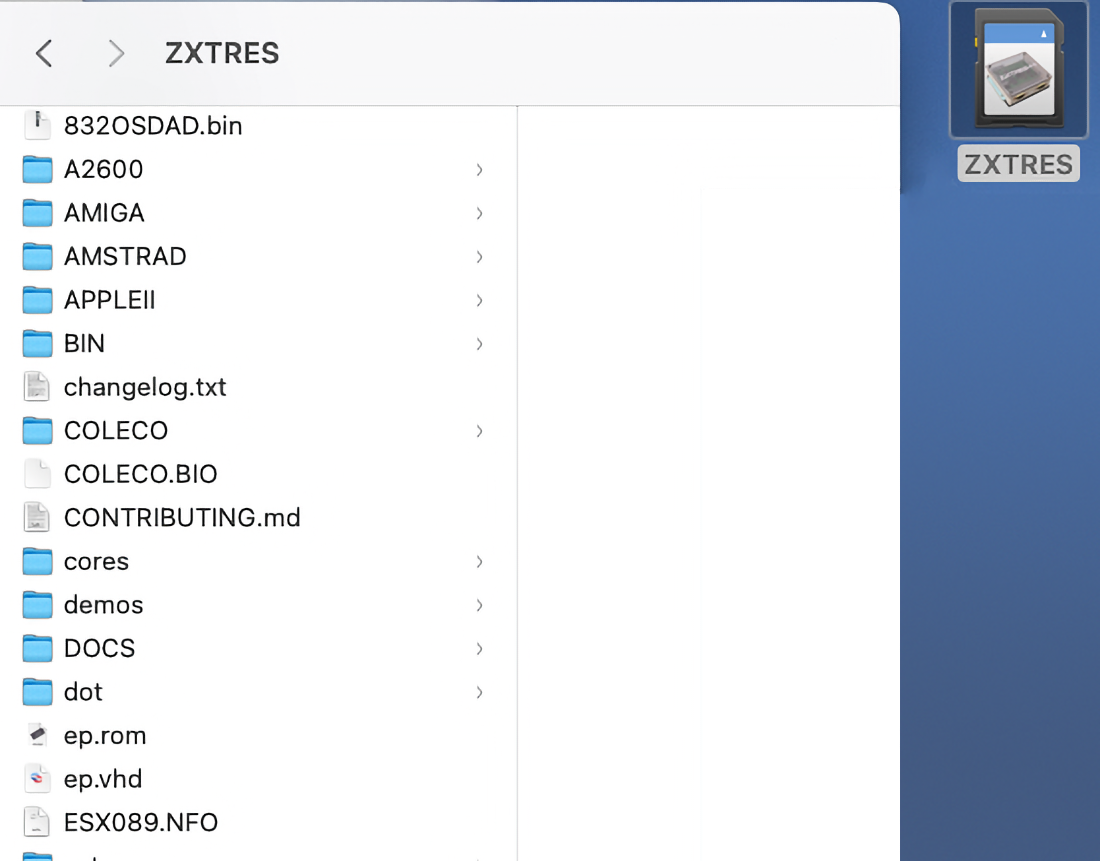 ZXTRES
832OSDAD.bin
A2600
AMIGA
AMSTRAD
APPLEII
BIN
changelog.txt
COLECO
COLECO.BIO
CONTRIBUTING.md
cores
demos
DOCS
dot
ep.rom
ep.vhd
ESX089.NFO
ZXTRES